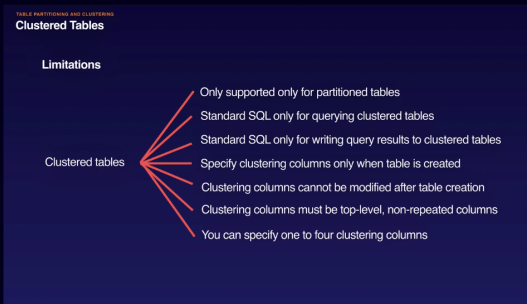 TABLE PARTITIONING AND CLUSTERING
Clustered Tables
Limitations
Only supported only for partitioned tables
Standard SQL only for querying clustered tables
Standard SQL only for writing query results to clustered tables
Clustered tables
Specify clustering columns only when table is created
Clustering columns cannot be modified after table creation
Clustering columns must be top-level, non-repeated columns
You can specify one to four clustering columns